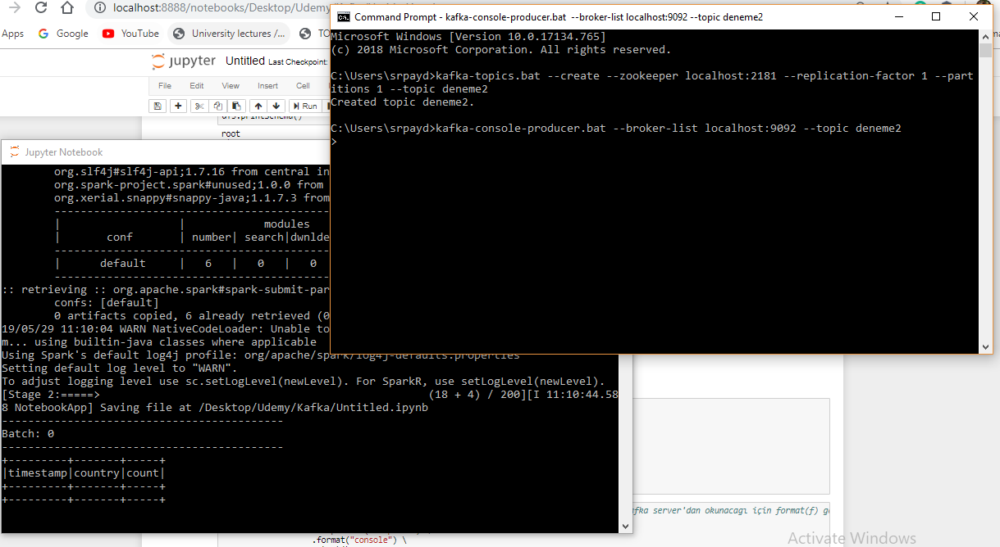 localhost:8888/notebooks/Desktop/Udemy
Apps Google YouTube University lectures /...
jupyter Untitled Last Checkpoint:
File Edit View Insert Cell
Run
root
Command Prompt - kafka-console-producer.bat --broker-list localhost:9092 --topic deneme2
Microsoft Windows [Version 10.0.17134.765]
(c) 2018 Microsoft Corporation. All rights reserved.
C:\Users\srpayd>kafka-topics.bat --create --zookeeper localhost:2181 --replication-factor 1 --part
itions 1 --topic deneme2
Created topic deneme2.
C:\Users\srpayd>kafka-console-producer.bat --broker-list localhost:9092 --topic deneme2
>
Jupyter Notebook
org.slf4j#slf4j-api;1.7.16 from central in
org.spark-project.spark#unused;1.0.0 from
org.xerial.snappy#snappy-java;1.1.7.3 from
---------------------------------------------
| | modules
| conf | number| search|dwnlde
---------------------------------------------
| default | 6 | 0 | 0
---------------------------------------------
:: retrieving :: org.apache.spark#spark-submit-par
confs: [default]
0 artifacts copied, 6 already retrieved (0
19/05/29 11:10:04 WARN NativeCodeLoader: Unable to
m... using builtin-java classes where applicable
Using Spark's default log4j profile: org/apache/spark/log4j-defaults.properties
Setting default log level to "WARN".
To adjust logging level use sc.setLogLevel(newLevel). For SparkR, use setLogLevel(newLevel).
[Stage 2:=====> (18 + 4) / 200][I 11:10:44.58
8 NotebookApp] Saving file at /Desktop/Udemy/Kafka/Untitled.ipynb
-------------------------------------------
Batch: 0
-------------------------------------------
+---------+-------+-----+
|timestamp|country|count|
+---------+-------+-----+
+---------+-------+-----+
server'dan okunacagı için format(f)
.format("console") \
Activate Windows